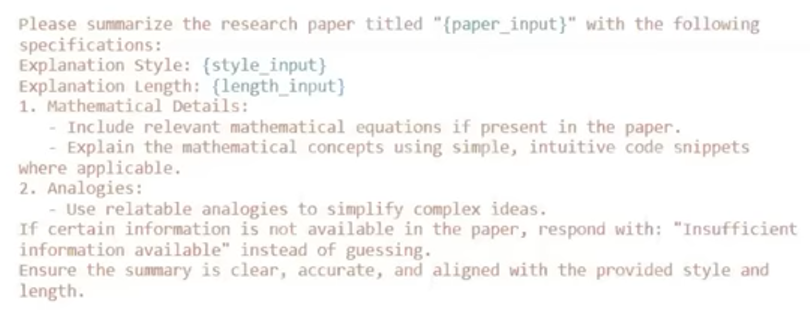 Please summarize the research paper titled "{paper_input}" with the following
specifications:
Explanation Style: {style_input}
Explanation Length: {length_input}
1. Mathematical Details:
- Include relevant mathematical equations if present in the paper.
- Explain the mathematical concepts using simple, intuitive code snippets
where applicable.
2. Analogies:
- Use relatable analogies to simplify complex ideas.
If certain information is not available in the paper, respond with: "Insufficient
information available" instead of guessing.
Ensure the summary is clear, accurate, and aligned with the provided style and
length.